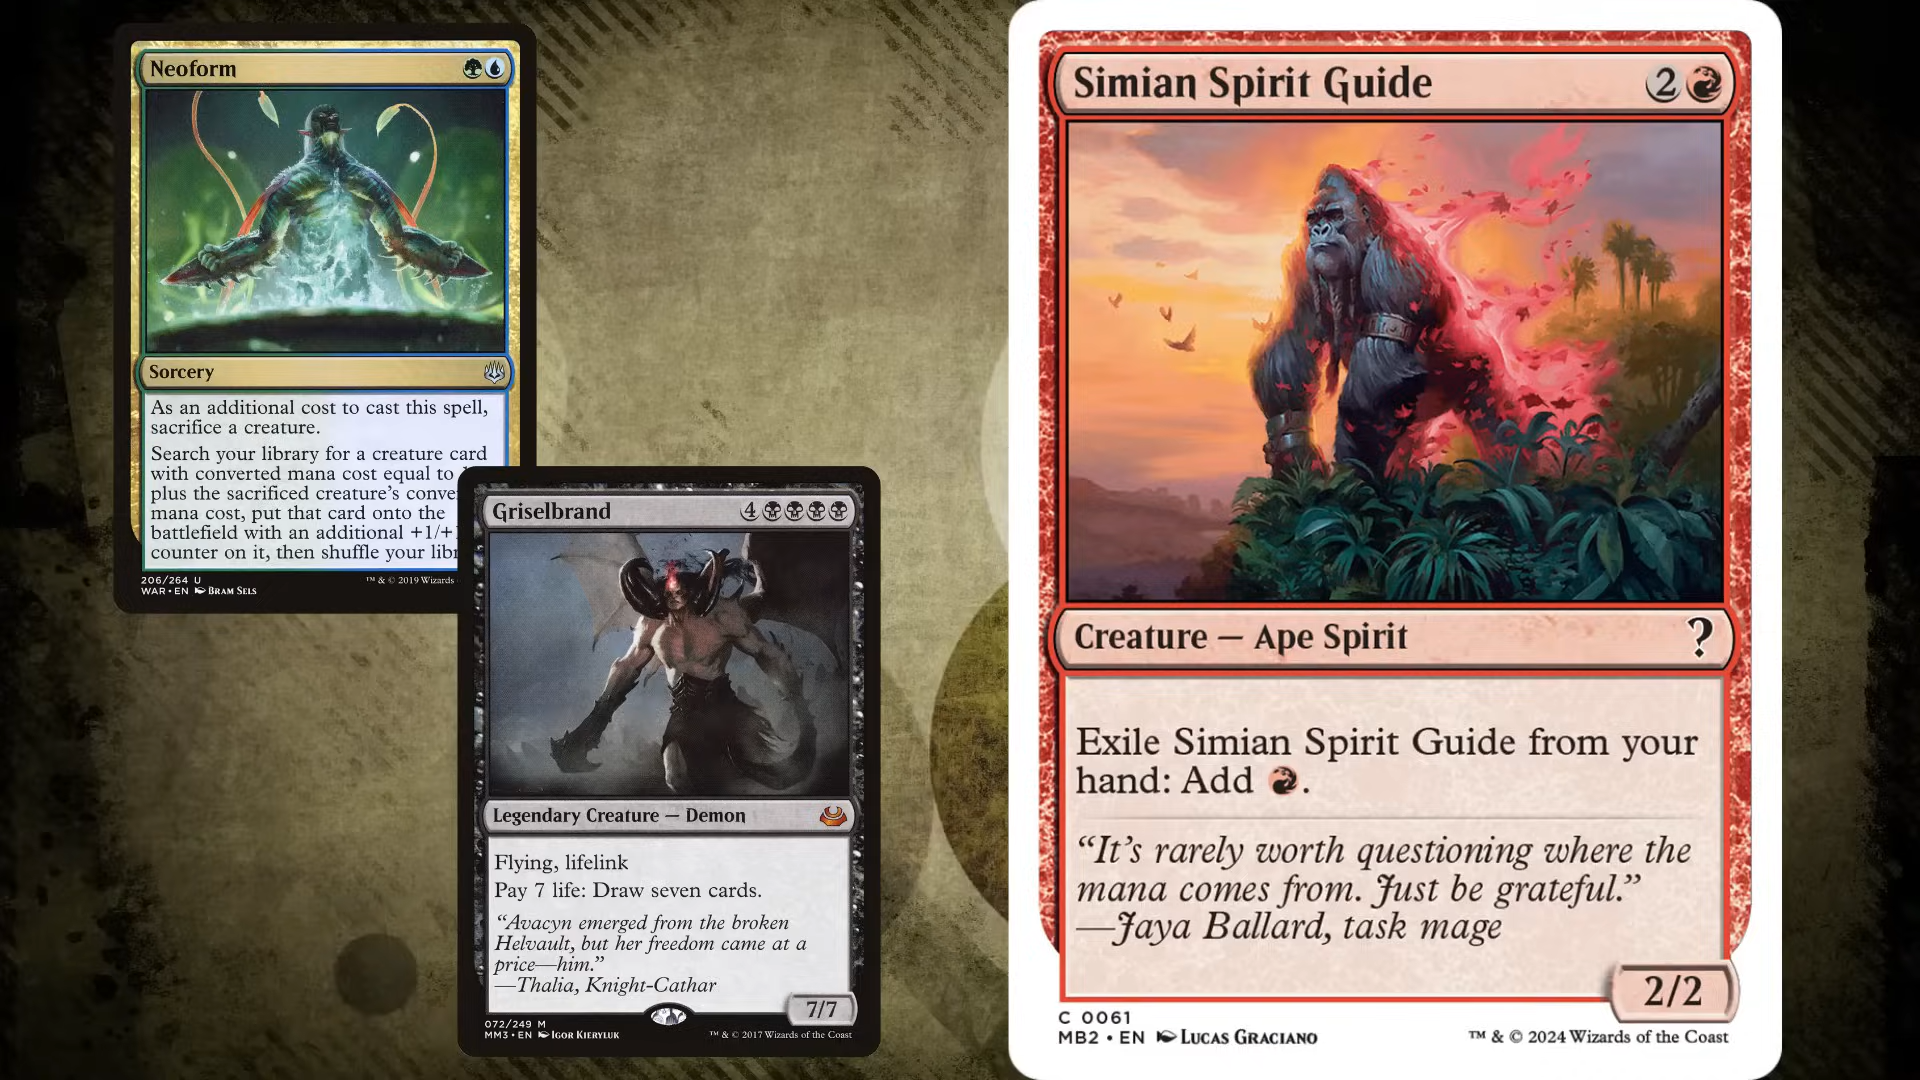 Neoform
Sorcery
As an additional cost to cast this spell,
sacrifice a creature.
Search your library for a creature card
with converted mana cost equal to
plus the sacrificed creature's
mana cost, put that card onto the
battlefield with an additional
counter on it, then shuffle your
206/264 U
WAR • EN BRAM SELS
™ & © 2019 Wizards
Griselbrand
4
Legendary Creature — Demon
Flying, lifelink
Pay 7 life: Draw seven cards.
“Avacyn emerged from the broken
Helvault, but her freedom came at a
price—him.”
—Thalia, Knight-Cathar
7/7
072/249 M
MM3 • EN IGOR KIERYLUK
™ & © 2017 Wizards of the Coast
Simian Spirit Guide
2
Creature — Ape Spirit
?
Exile Simian Spirit Guide from your
hand: Add .
“It's rarely worth questioning where the
mana comes from. Just be grateful.”
—Jaya Ballard, task mage
2/2
C 0061
MB2 • EN LUCAS GRACIANO
™ & © 2024 Wizards of the Coast